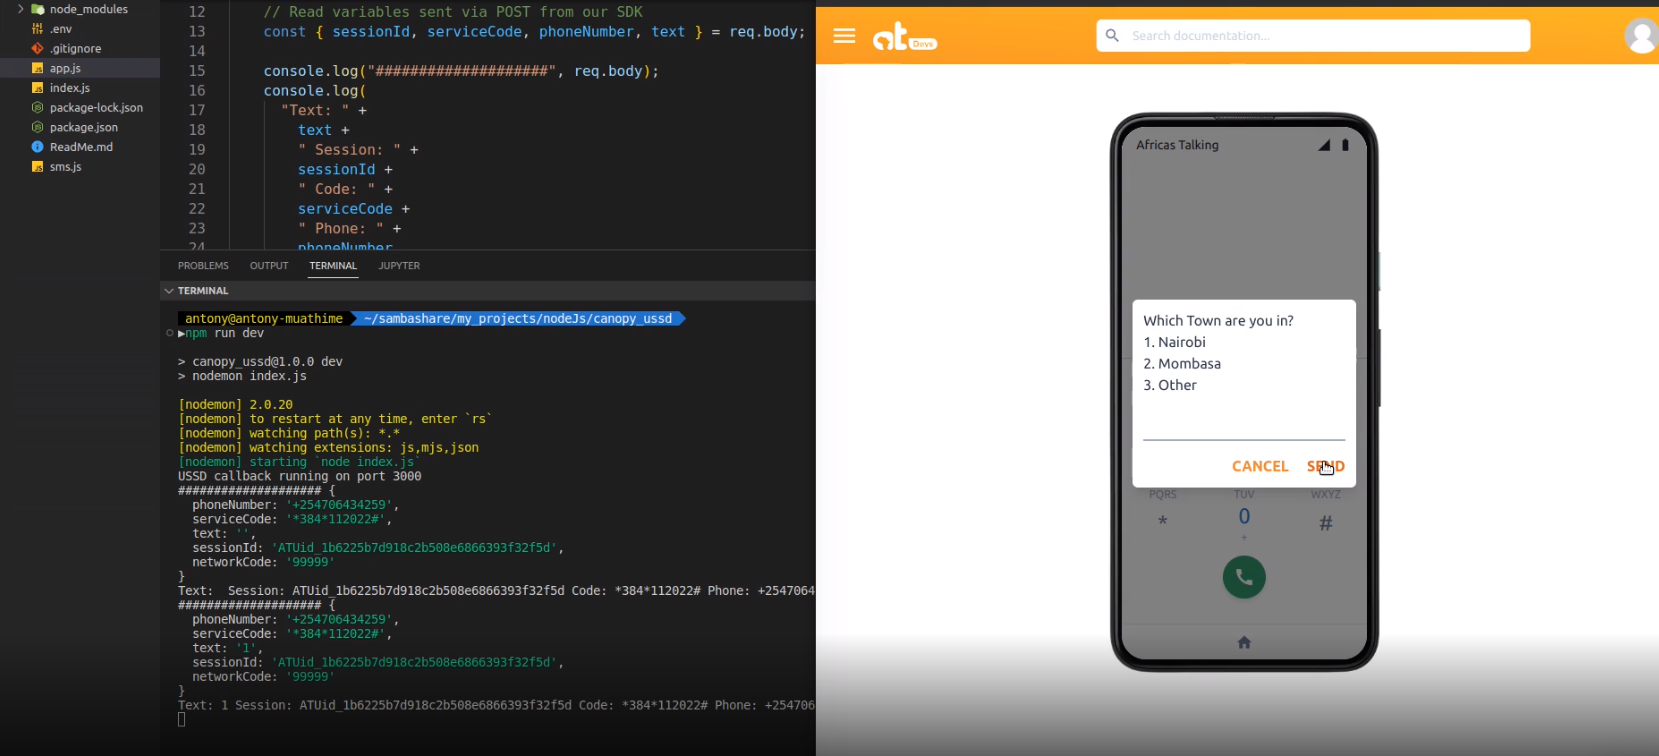 node_modules
.env
.gitignore
app.js
index.js
package-lock.json
package.json
ReadMe.md
sms.js
12 // Read variables sent via POST from our SDK
13 const { sessionId, serviceCode, phoneNumber, text } = req.body;
14
15 console.log("####################", req.body);
16 console.log(
17 "Text: " +
18 text +
19 " Session: " +
20 sessionId +
21 " Code: " +
22 serviceCode +
23 " Phone: " +
24 phoneNumber
PROBLEMS OUTPUT TERMINAL JUPYTER
TERMINAL
antony@antony-muathime ~/sambashare/my_projects/nodeJs/canopy_ussd
npm run dev
> canopy_ussd@1.0.0 dev
> nodemon index.js
[nodemon] 2.0.20
[nodemon] to restart at any time, enter `rs`
[nodemon] watching path(s): *.*
[nodemon] watching extensions: js,mjs,json
[nodemon] starting `node index.js`
USSD callback running on port 3000
#################### {
phoneNumber: '+254706434259',
serviceCode: '*384*112022#',
text: '',
sessionId: 'ATUid_1b6225b7d918c2b508e6866393f32f5d',
networkCode: '99999'
}
Text:  Session: ATUid_1b6225b7d918c2b508e6866393f32f5d Code: *384*112022# Phone: +2547064
#################### {
phoneNumber: '+254706434259',
serviceCode: '*384*112022#',
text: '1',
sessionId: 'ATUid_1b6225b7d918c2b508e6866393f32f5d',
networkCode: '99999'
}
Text: 1 Session: ATUid_1b6225b7d918c2b508e6866393f32f5d Code: *384*112022# Phone: +254706
at Devs
Search documentation...
Africas Talking
Which Town are you in?
1. Nairobi
2. Mombasa
3. Other
CANCEL SEND
PQRS TUV WXYZ
* 0 #
+